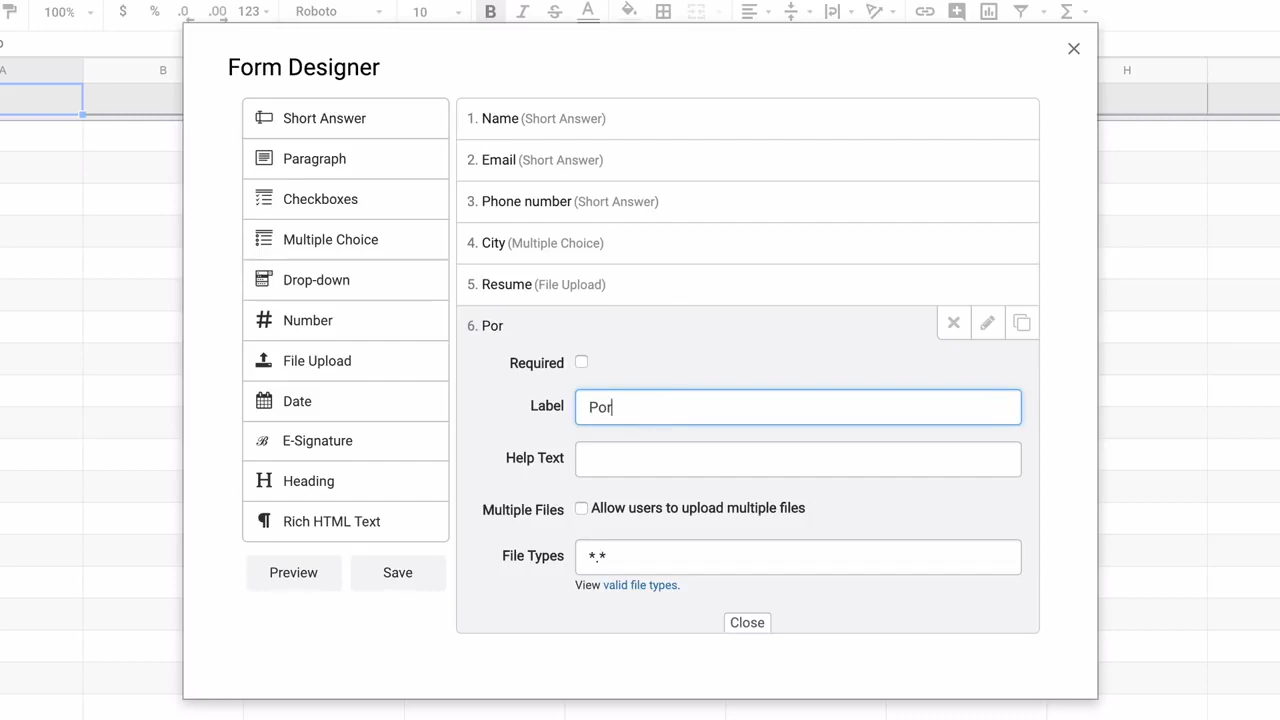 100% $ % .0 .00 123 Roboto 10 B I S A Σ
A B H
Form Designer
Short Answer
Paragraph
Checkboxes
Multiple Choice
Drop-down
Number
File Upload
Date
E-Signature
Heading
Rich HTML Text
Preview Save
1. Name (Short Answer)
2. Email (Short Answer)
3. Phone number (Short Answer)
4. City (Multiple Choice)
5. Resume (File Upload)
6. Por
Required
Label Por
Help Text
Multiple Files Allow users to upload multiple files
File Types *.*
View valid file types.
Close